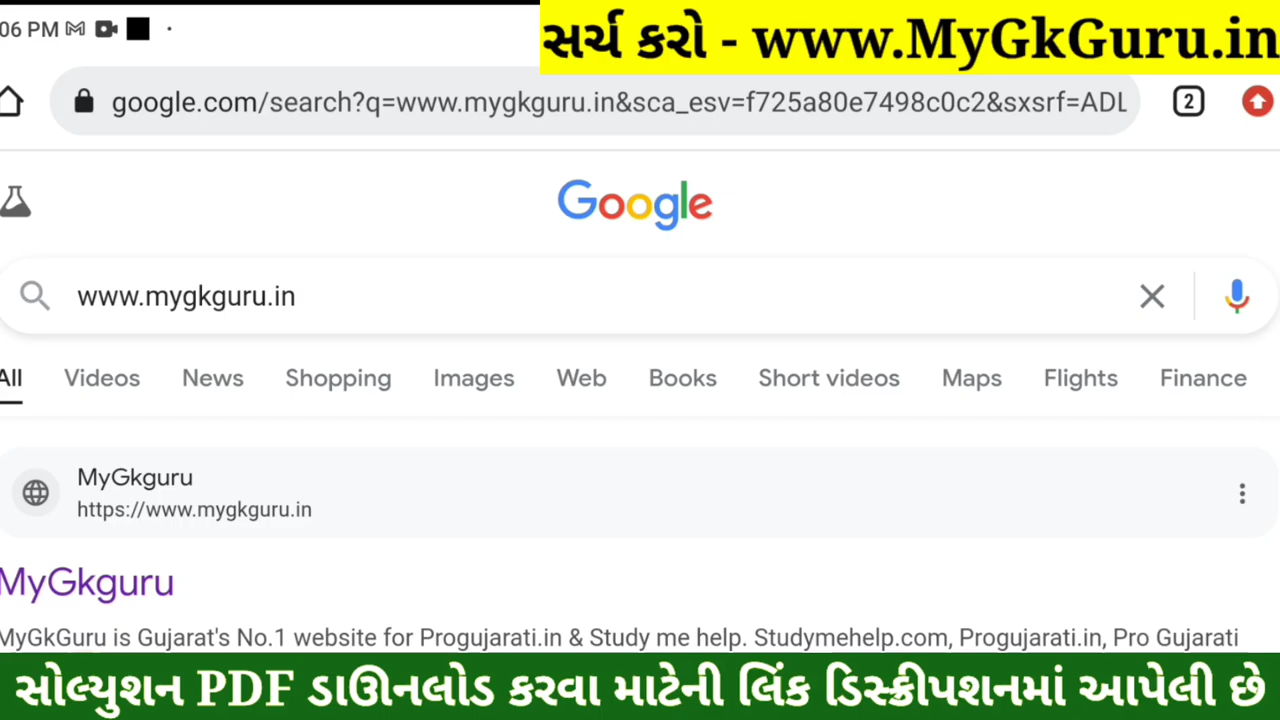 06 PM
સર્ચ કરો - www.MyGkGuru.in
google.com/search?q=www.mygkguru.in&sca_esv=f725a80e7498c0c2&sxsrf=ADL
2
Google
www.mygkguru.in
All Videos News Shopping Images Web Books Short videos Maps Flights Finance
MyGkguru
https://www.mygkguru.in
MyGkguru
MyGkGuru is Gujarat's No.1 website for Progujarati.in & Study me help. Studymehelp.com, Progujarati.in, Pro Gujarati
સોલ્યુશન PDF ડાઊનલોડ કરવા માટેની લિંક ડિસ્ક્રીપશનમાં આપેલી છે